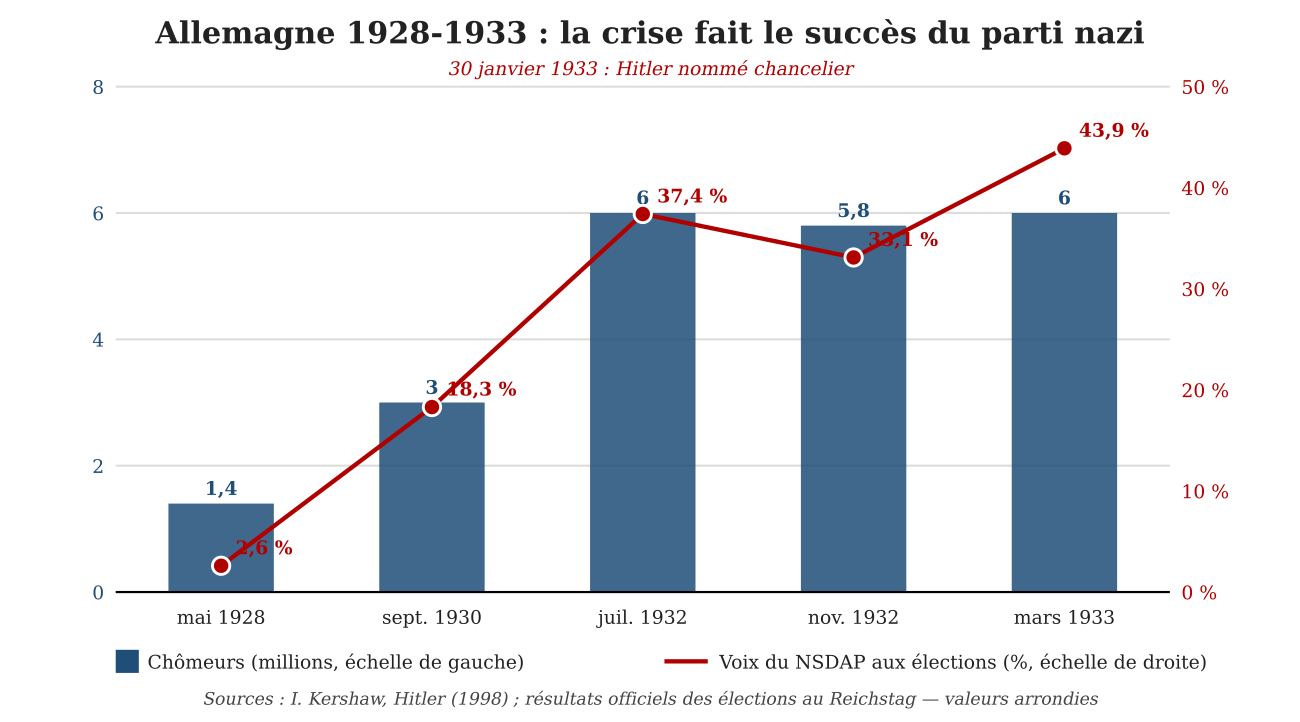 Allemagne 1928-1933 : la crise fait le succès du parti nazi
30 janvier 1933 : Hitler nommé chancelier
8
50 %
43,9 %
40 %
6
6
37,4 %
6
5,8
33,1 %
30 %
4
3
18,3 %
20 %
2
1,4
10 %
2,6 %
0
0 %
mai 1928
sept. 1930
juil. 1932
nov. 1932
mars 1933
Chômeurs (millions, échelle de gauche)
Voix du NSDAP aux élections (%, échelle de droite)
Sources : I. Kershaw, Hitler (1998) ; résultats officiels des élections au Reichstag — valeurs arrondies